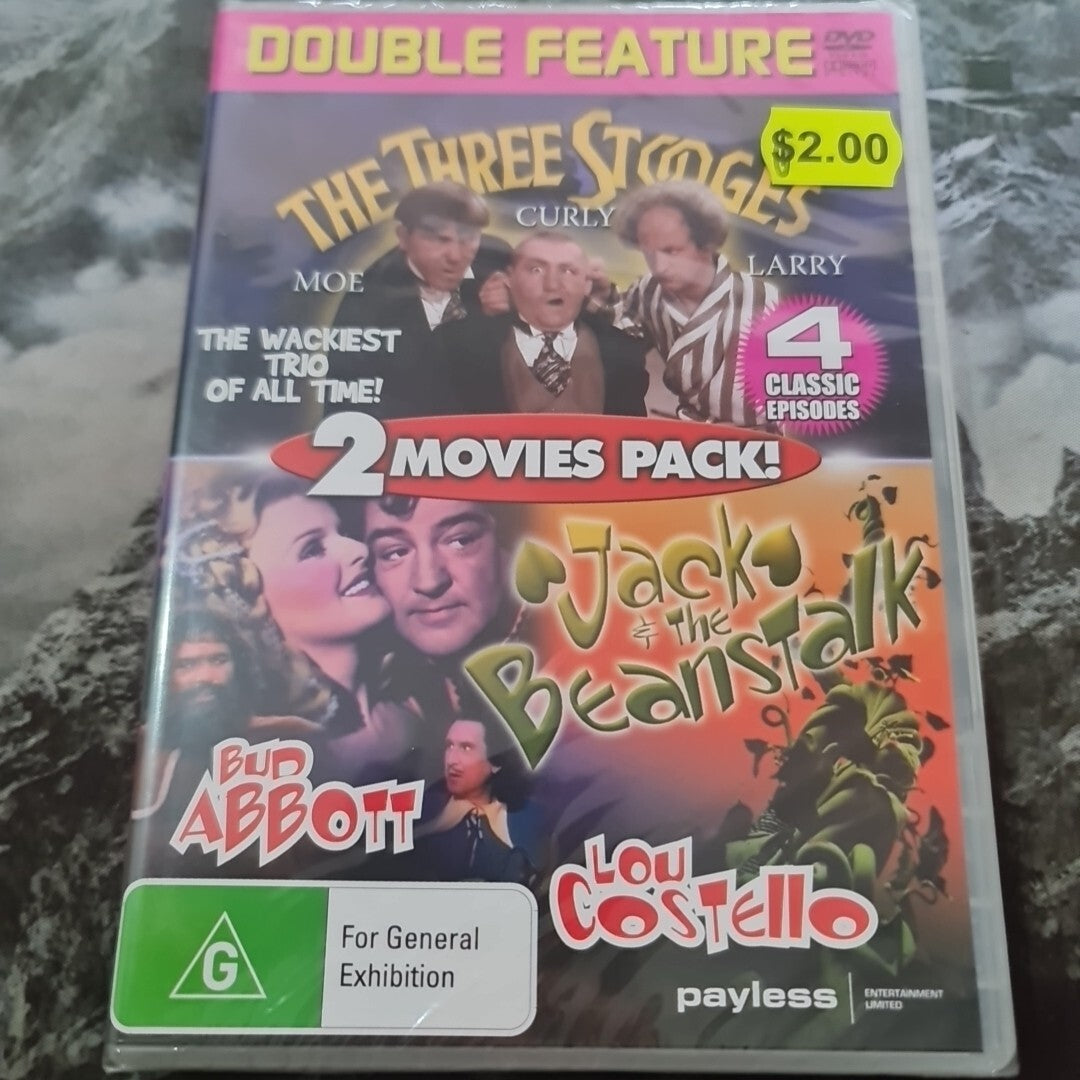 DOUBLE FEATURE
DVD
$2.00
THE THREE STOOGES
CURLY
MOE
LARRY
THE WACKIEST
TRIO
OF ALL TIME!
4
CLASSIC
EPISODES
2 MOVIES PACK!
Jack
& the
Beanstalk
BUD
ABBOTT
LOU
COSTELLO
G
For General
Exhibition
payless
ENTERTAINMENT
LIMITED